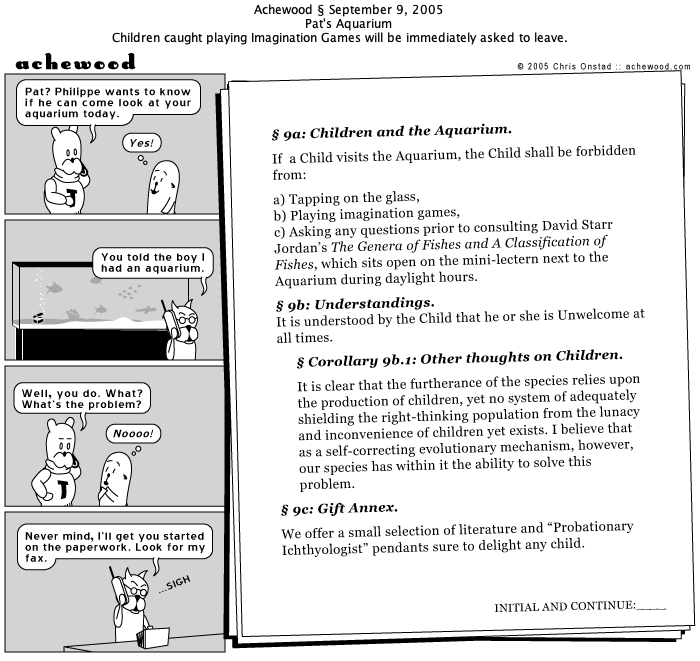 Achewood § September 9, 2005
Pat's Aquarium
Children caught playing Imagination Games will be immediately asked to leave.
achewood
© 2005 Chris Onstad :: achewood.com
Pat? Philippe wants to know
if he can come look at your
aquarium today.
Yes!
J
You told the boy I
had an aquarium.
Well, you do. What?
What's the problem?
Noooo!
T
Never mind, I'll get you started
on the paperwork. Look for my
fax.
...SIGH
§ 9a: Children and the Aquarium.
If a Child visits the Aquarium, the Child shall be forbidden
from:
a) Tapping on the glass,
b) Playing imagination games,
c) Asking any questions prior to consulting David Starr
Jordan's The Genera of Fishes and A Classification of
Fishes, which sits open on the mini-lectern next to the
Aquarium during daylight hours.
§ 9b: Understandings.
It is understood by the Child that he or she is Unwelcome at
all times.
§ Corollary 9b.1: Other thoughts on Children.
It is clear that the furtherance of the species relies upon
the production of children, yet no system of adequately
shielding the right-thinking population from the lunacy
and inconvenience of children yet exists. I believe that
as a self-correcting evolutionary mechanism, however,
our species has within it the ability to solve this
problem.
§ 9c: Gift Annex.
We offer a small selection of literature and “Probationary
Ichthyologist” pendants sure to delight any child.
INITIAL AND CONTINUE:_____